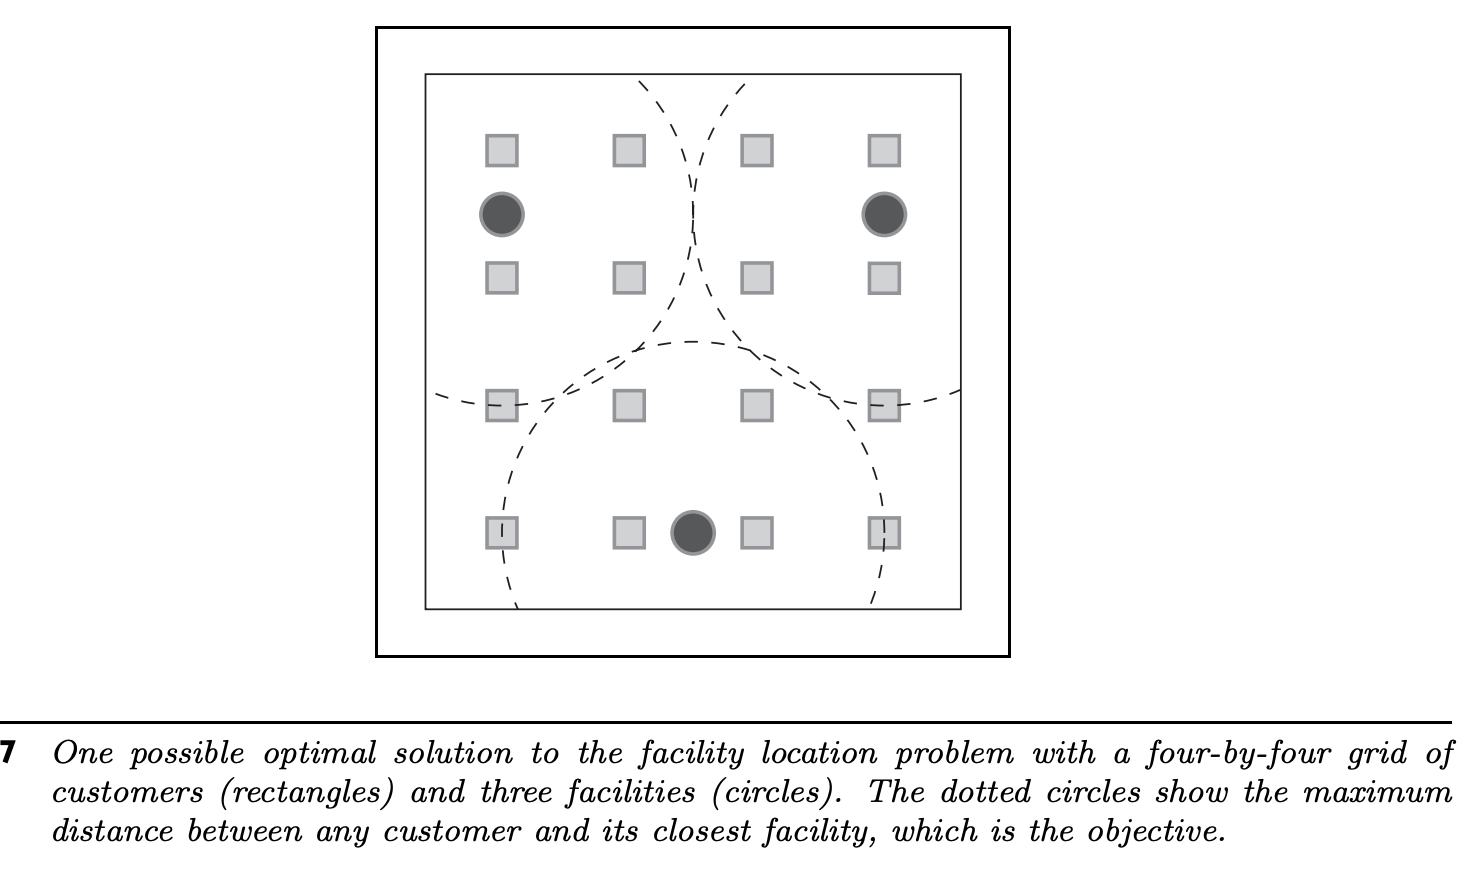 7 One possible optimal solution to the facility location problem with a four-by-four grid of
customers (rectangles) and three facilities (circles). The dotted circles show the maximum
distance between any customer and its closest facility, which is the objective.